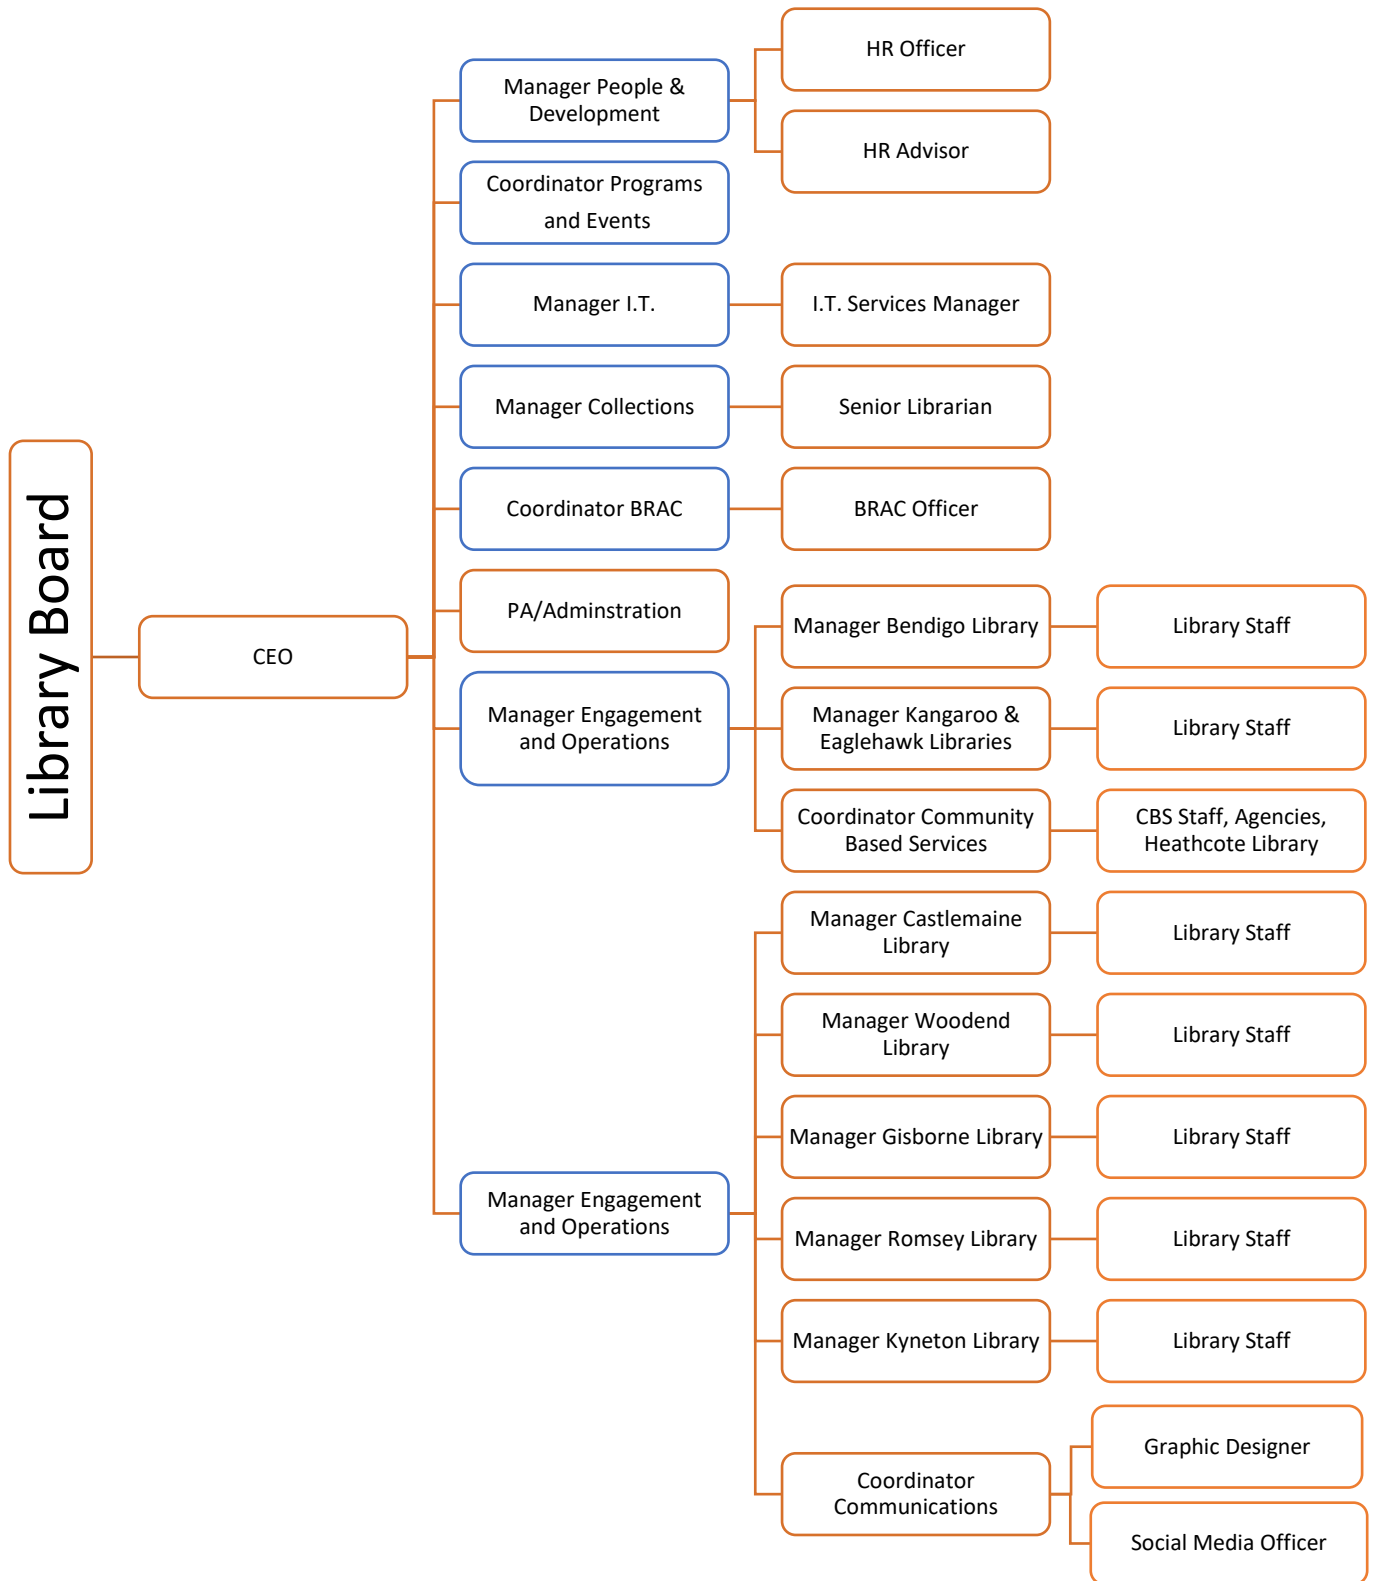 Library Board
CEO
Manager People &
Development
HR Officer
HR Advisor
Coordinator Programs
and Events
Manager I.T.
I.T. Services Manager
Manager Collections
Senior Librarian
Coordinator BRAC
BRAC Officer
PA/Adminstration
Manager Engagement
and Operations
Manager Bendigo Library
Library Staff
Manager Kangaroo &
Eaglehawk Libraries
Library Staff
Coordinator Community
Based Services
CBS Staff, Agencies,
Heathcote Library
Manager Engagement
and Operations
Manager Castlemaine
Library
Library Staff
Manager Woodend
Library
Library Staff
Manager Gisborne Library
Library Staff
Manager Romsey Library
Library Staff
Manager Kyneton Library
Library Staff
Coordinator
Communications
Graphic Designer
Social Media Officer